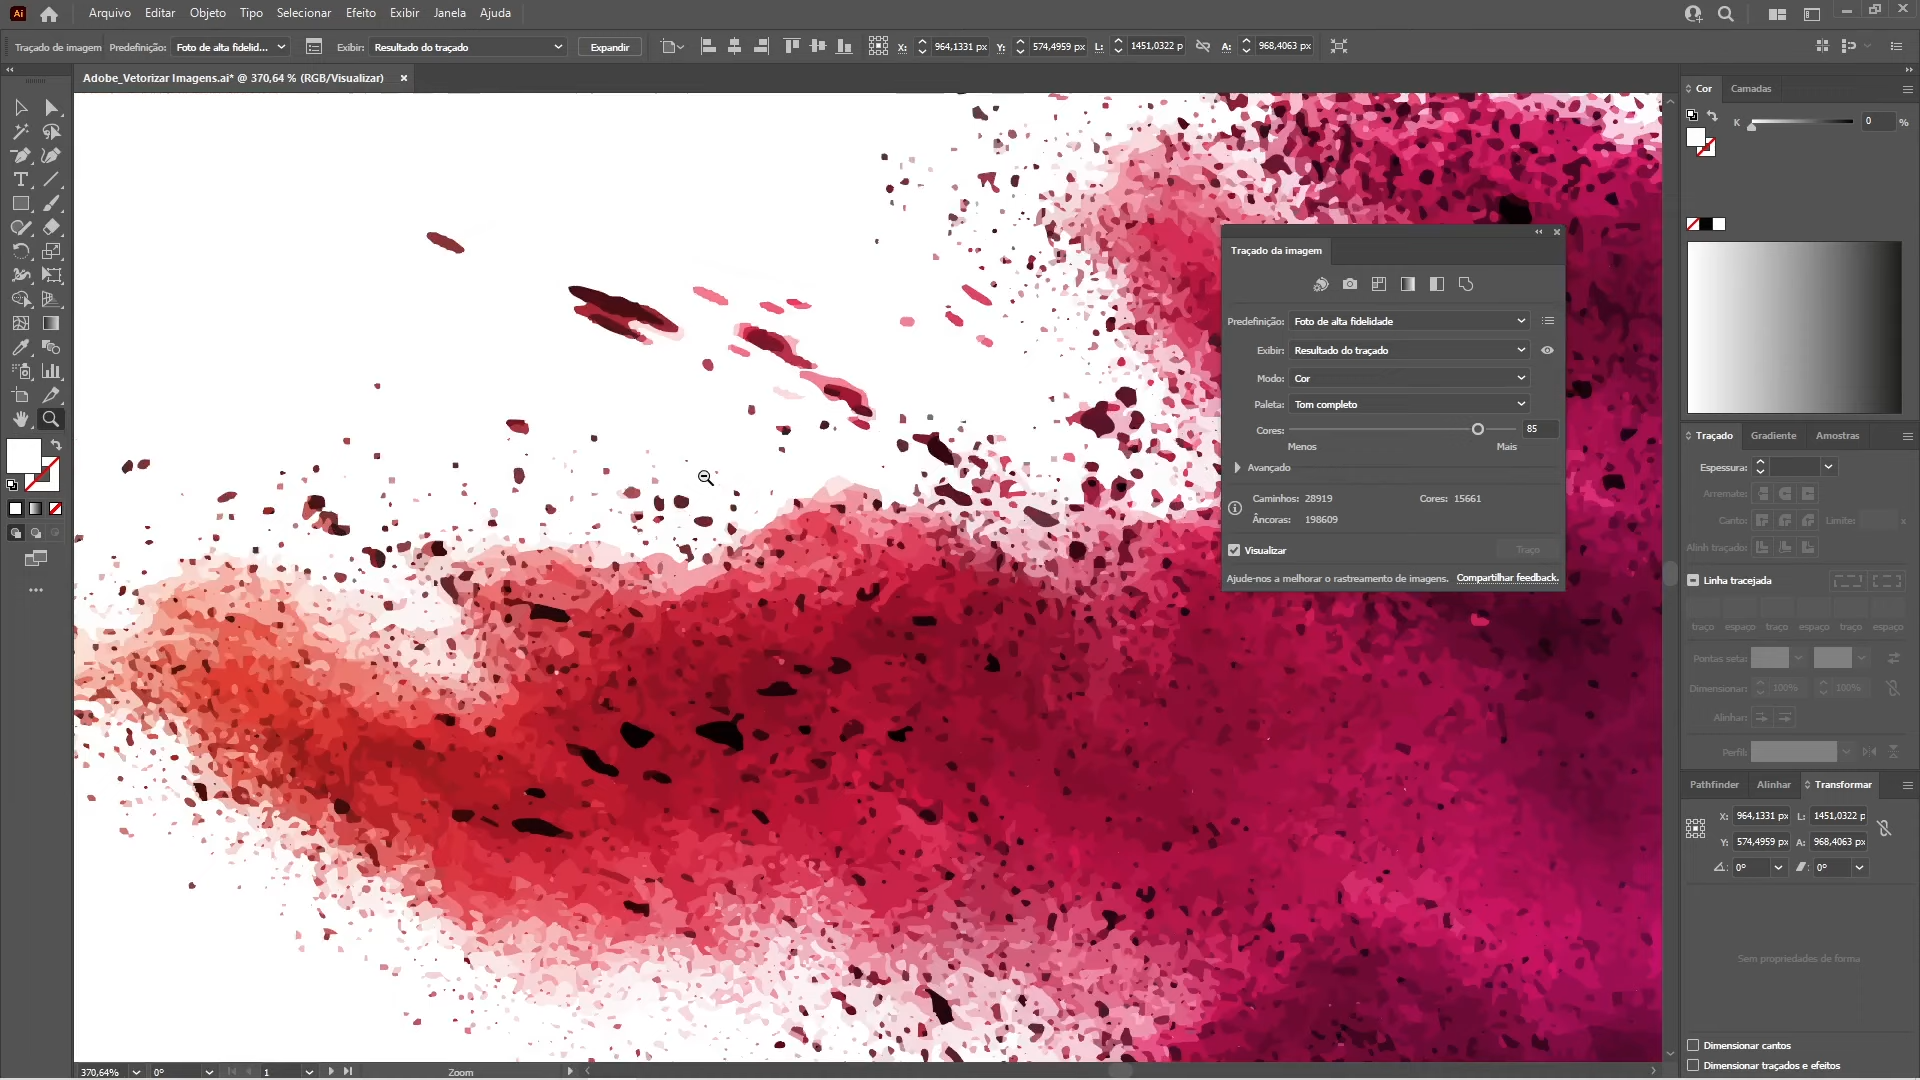 Ai
Arquivo Editar Objeto Tipo Selecionar Efeito Exibir Janela Ajuda
Traçado de imagem Predefinição: Foto de alta fidelid... Exibir: Resultado do traçado Expandir X: 964,1331 px Y: 574,4959 px L: 1451,0322 p A: 968,4063 px
Adobe_Vetorizar Imagens.ai* @ 370,64 % (RGB/Visualizar) ×
Cor Camadas
K 0 %
Traçado da imagem
Predefinição: Foto de alta fidelidade
Exibir: Resultado do traçado
Modo: Cor
Paleta: Tom completo
Cores: 85
Menos Mais
Avançado
Caminhos: 28919 Cores: 15661
Âncoras: 198609
Visualizar Traço
Ajude-nos a melhorar o rastreamento de imagens. Compartilhar feedback.
Traçado Gradiente Amostras
Espessura:
Arremate:
Canto: Limite: x
Alinh traçado:
Linha tracejada
traço espaço traço espaço traço espaço
Pontas seta:
Dimensionar: 100% 100%
Alinhar:
Perfil:
Pathfinder Alinhar Transformar
X: 964,1331 px L: 1451,0322 p
Y: 574,4959 px A: 968,4063 px
0° 0°
Sem propriedades de forma
Dimensionar cantos
Dimensionar traçados e efeitos
370,64% 0° 1 Zoom